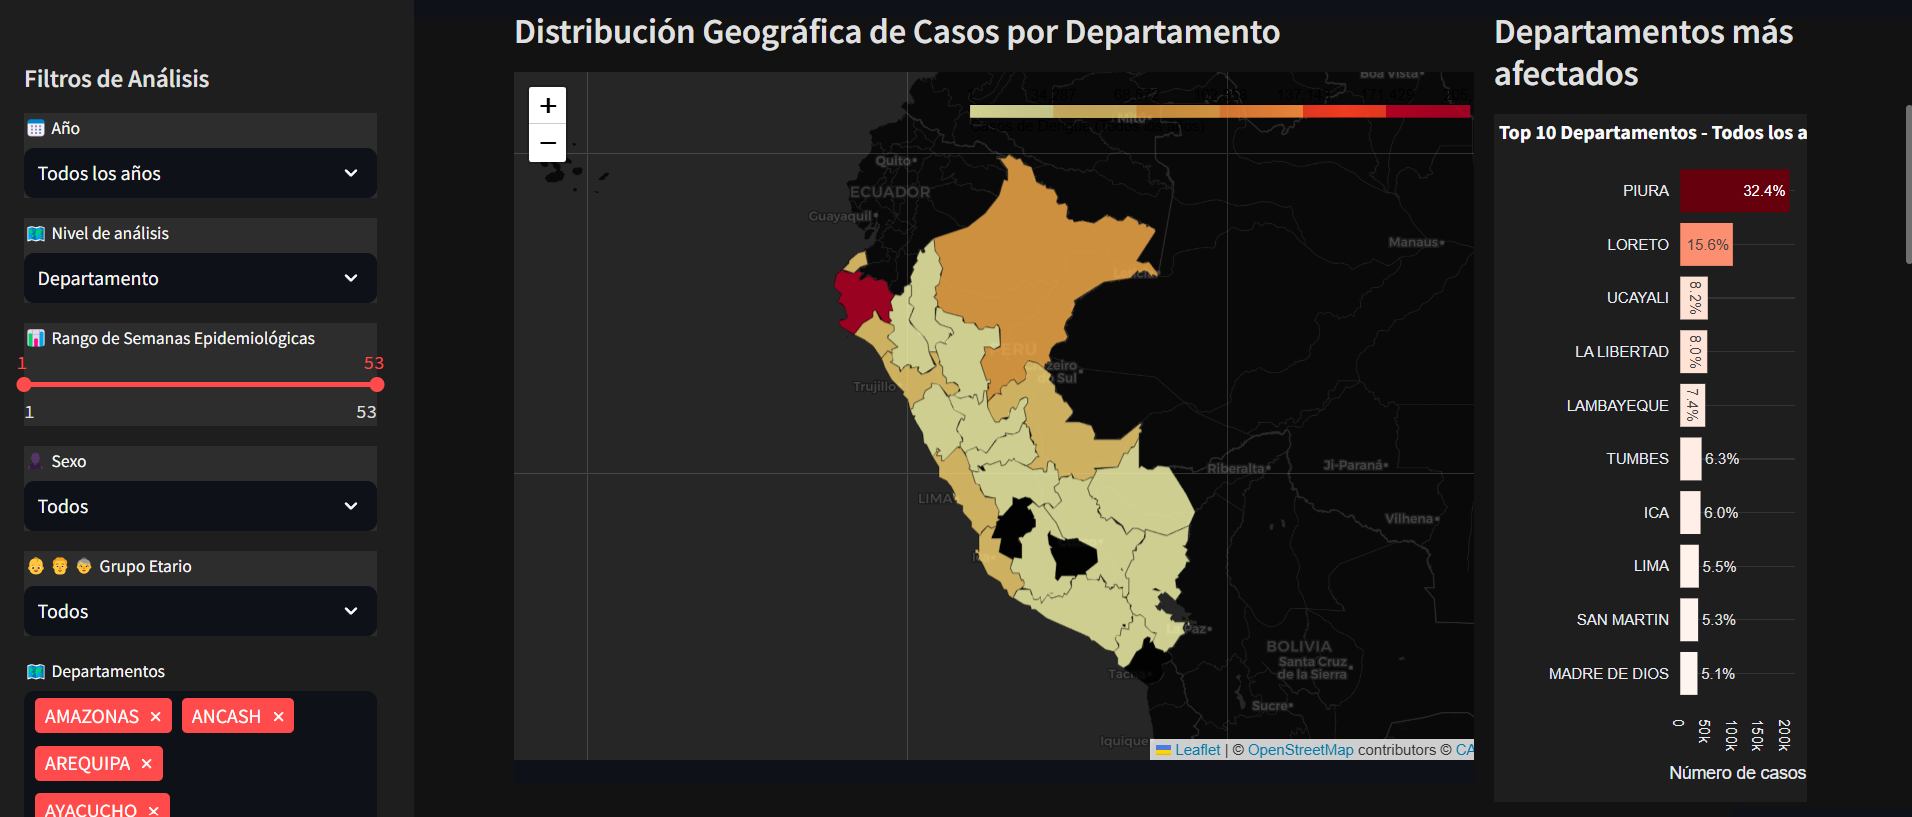 Filtros de Análisis
Año
Todos los años
Nivel de análisis
Departamento
Rango de Semanas Epidemiológicas
1 53
1 53
Sexo
Todos
Grupo Etario
Todos
Departamentos
AMAZONAS × ANCASH ×
AREQUIPA ×
AYACUCHO ×
Distribución Geográfica de Casos por Departamento
+
−
Boa Vista
Mitú
Quito
ECUADOR
Guayaquil
Manaus
PERU
Cruzeiro do Sul
Trujillo
Riberalta
Ji-Paraná
LIMA
Vilhena
La Paz
BOLIVIA
Santa Cruz
de la Sierra
Sucre
Iquique
Leaflet | © OpenStreetMap contributors © CA
Departamentos más
afectados
Top 10 Departamentos - Todos los a
PIURA 32.4%
LORETO 15.6%
UCAYALI 8.2%
LA LIBERTAD 8.0%
LAMBAYEQUE 7.4%
TUMBES 6.3%
ICA 6.0%
LIMA 5.5%
SAN MARTIN 5.3%
MADRE DE DIOS 5.1%
0 50k 100k 150k 200k
Número de casos